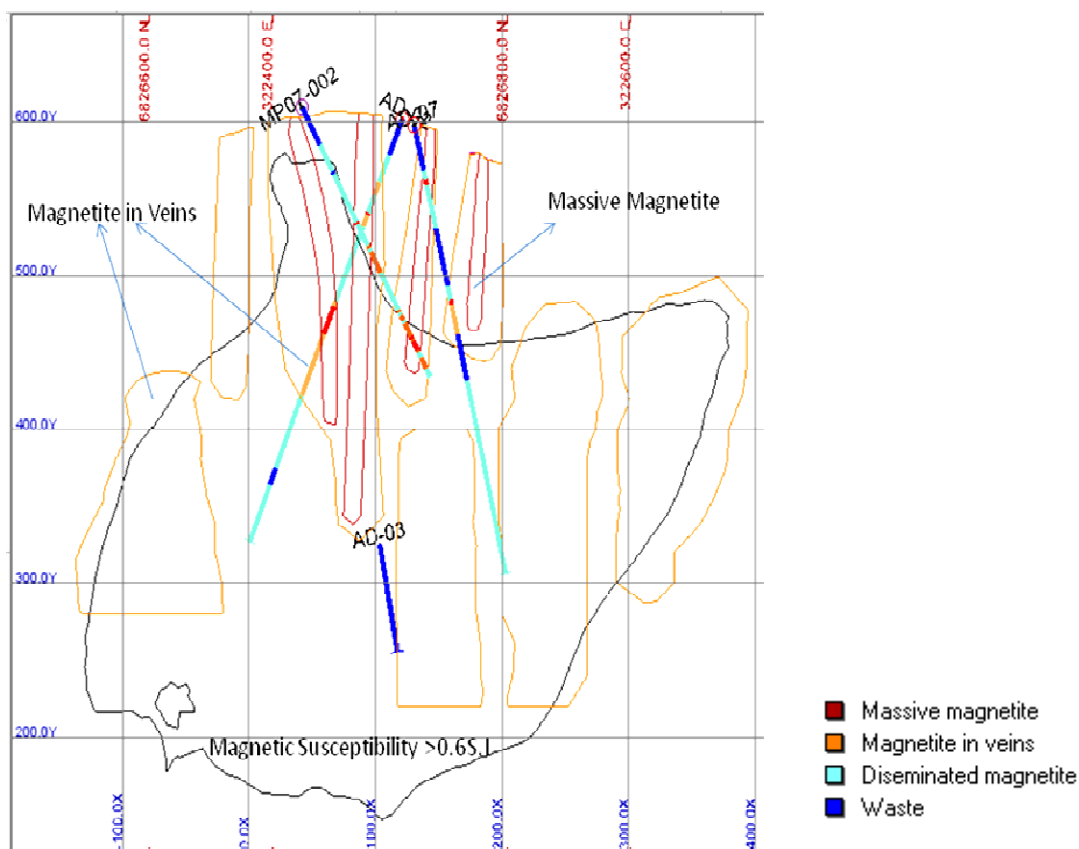 6826600.0 N
322400.0 E
6826800.0 N
322600.0 E
MP07-002
600.0Y
Magnetite in Veins
Massive Magnetite
500.0Y
400.0Y
AD-03
300.0Y
200.0Y
Magnetic Susceptibility >0.6S.I
-100.0X
0.0X
100.0X
200.0X
300.0X
400.0X
Massive magnetite
Magnetite in veins
Diseminated magnetite
Waste